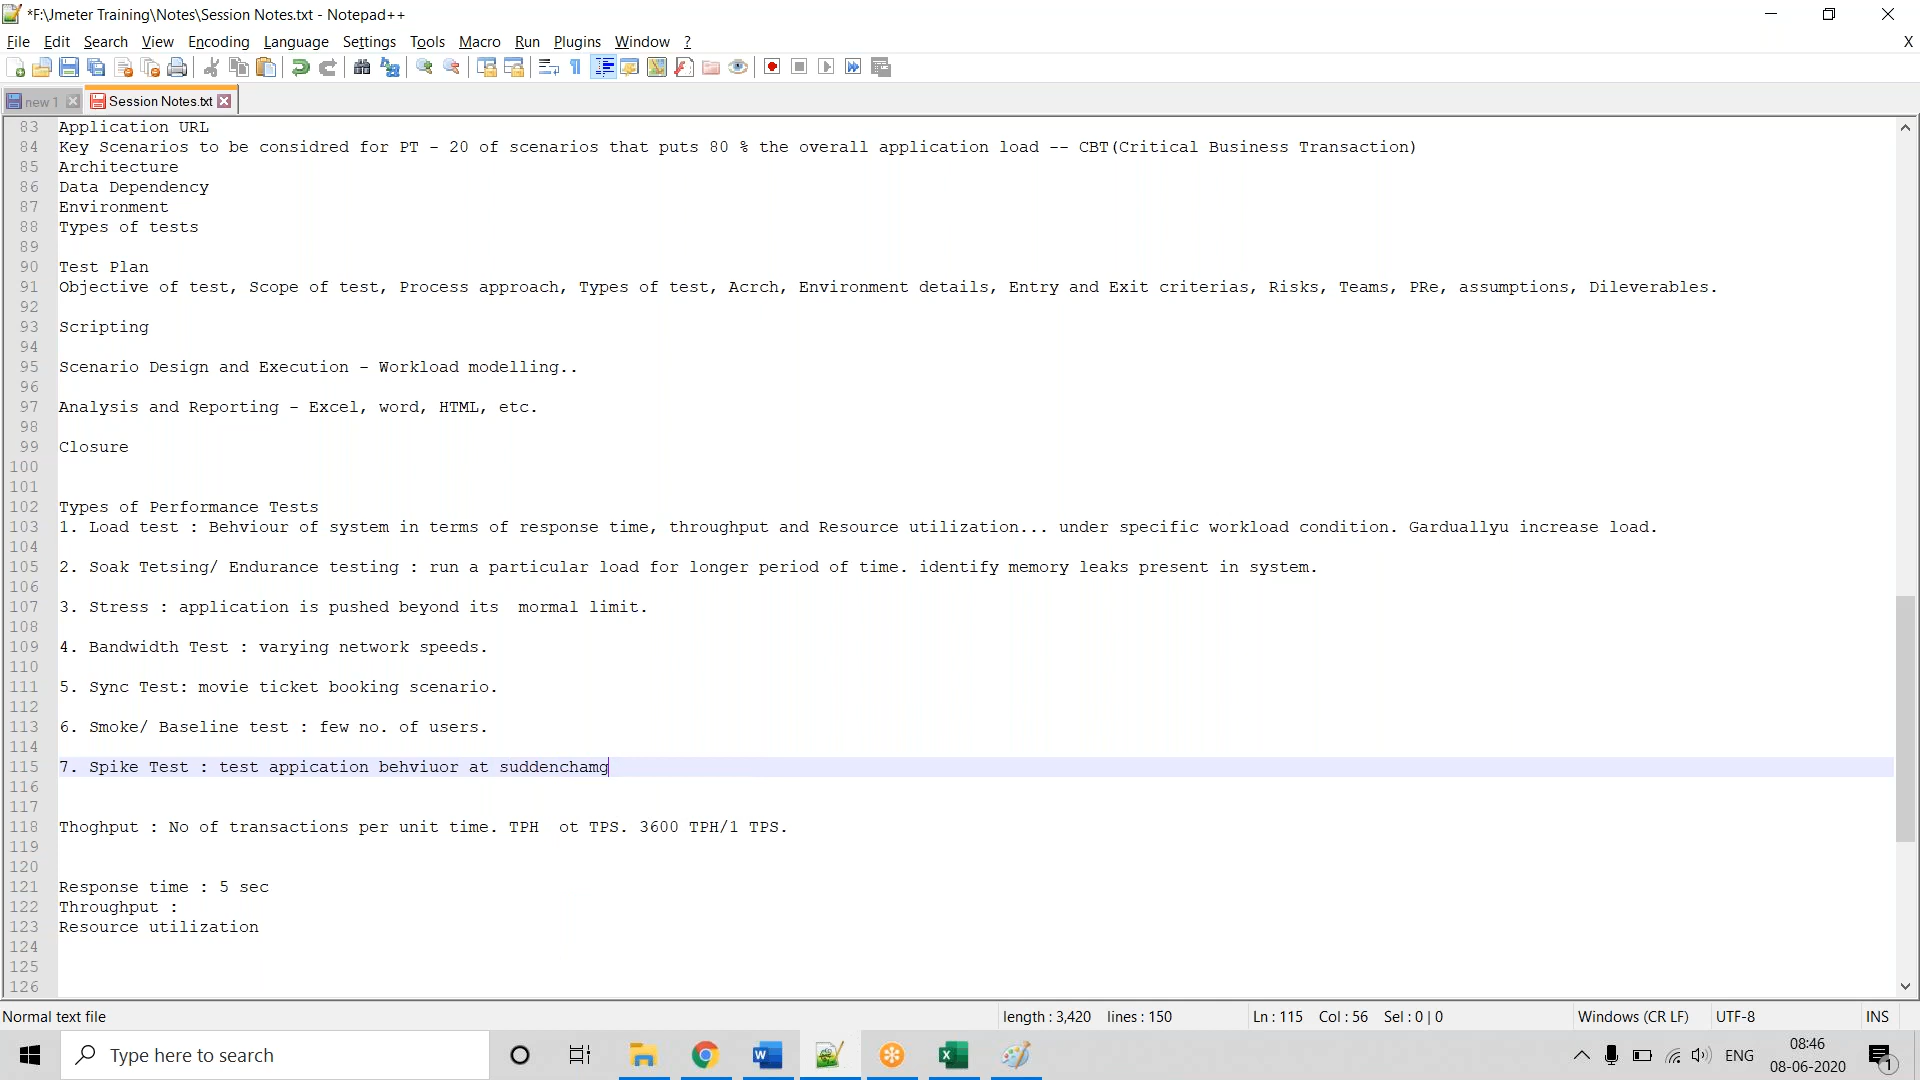 *F:\Jmeter Training\Notes\Session Notes.txt - Notepad++
File Edit Search View Encoding Language Settings Tools Macro Run Plugins Window ? X
new 1 Session Notes.txt
83 Application URL
84 Key Scenarios to be considred for PT - 20 of scenarios that puts 80 % the overall application load -- CBT(Critical Business Transaction)
85 Architecture
86 Data Dependency
87 Environment
88 Types of tests
89
90 Test Plan
91 Objective of test, Scope of test, Process approach, Types of test, Acrch, Environment details, Entry and Exit criterias, Risks, Teams, PRe, assumptions, Dileverables.
92
93 Scripting
94
95 Scenario Design and Execution - Workload modelling..
96
97 Analysis and Reporting - Excel, word, HTML, etc.
98
99 Closure
100
101
102 Types of Performance Tests
103 1. Load test : Behviour of system in terms of response time, throughput and Resource utilization... under specific workload condition. Garduallyu increase load.
104
105 2. Soak Tetsing/ Endurance testing : run a particular load for longer period of time. identify memory leaks present in system.
106
107 3. Stress : application is pushed beyond its  mormal limit.
108
109 4. Bandwidth Test : varying network speeds.
110
111 5. Sync Test: movie ticket booking scenario.
112
113 6. Smoke/ Baseline test : few no. of users.
114
115 7. Spike Test : test appication behviuor at suddenchamg
116
117
118 Thoghput : No of transactions per unit time. TPH  ot TPS. 3600 TPH/1 TPS.
119
120
121 Response time : 5 sec
122 Throughput :
123 Resource utilization
124
125
126
Normal text file length : 3,420 lines : 150 Ln : 115 Col : 56 Sel : 0 | 0 Windows (CR LF) UTF-8 INS
Type here to search ENG 08:46
08-06-2020 1